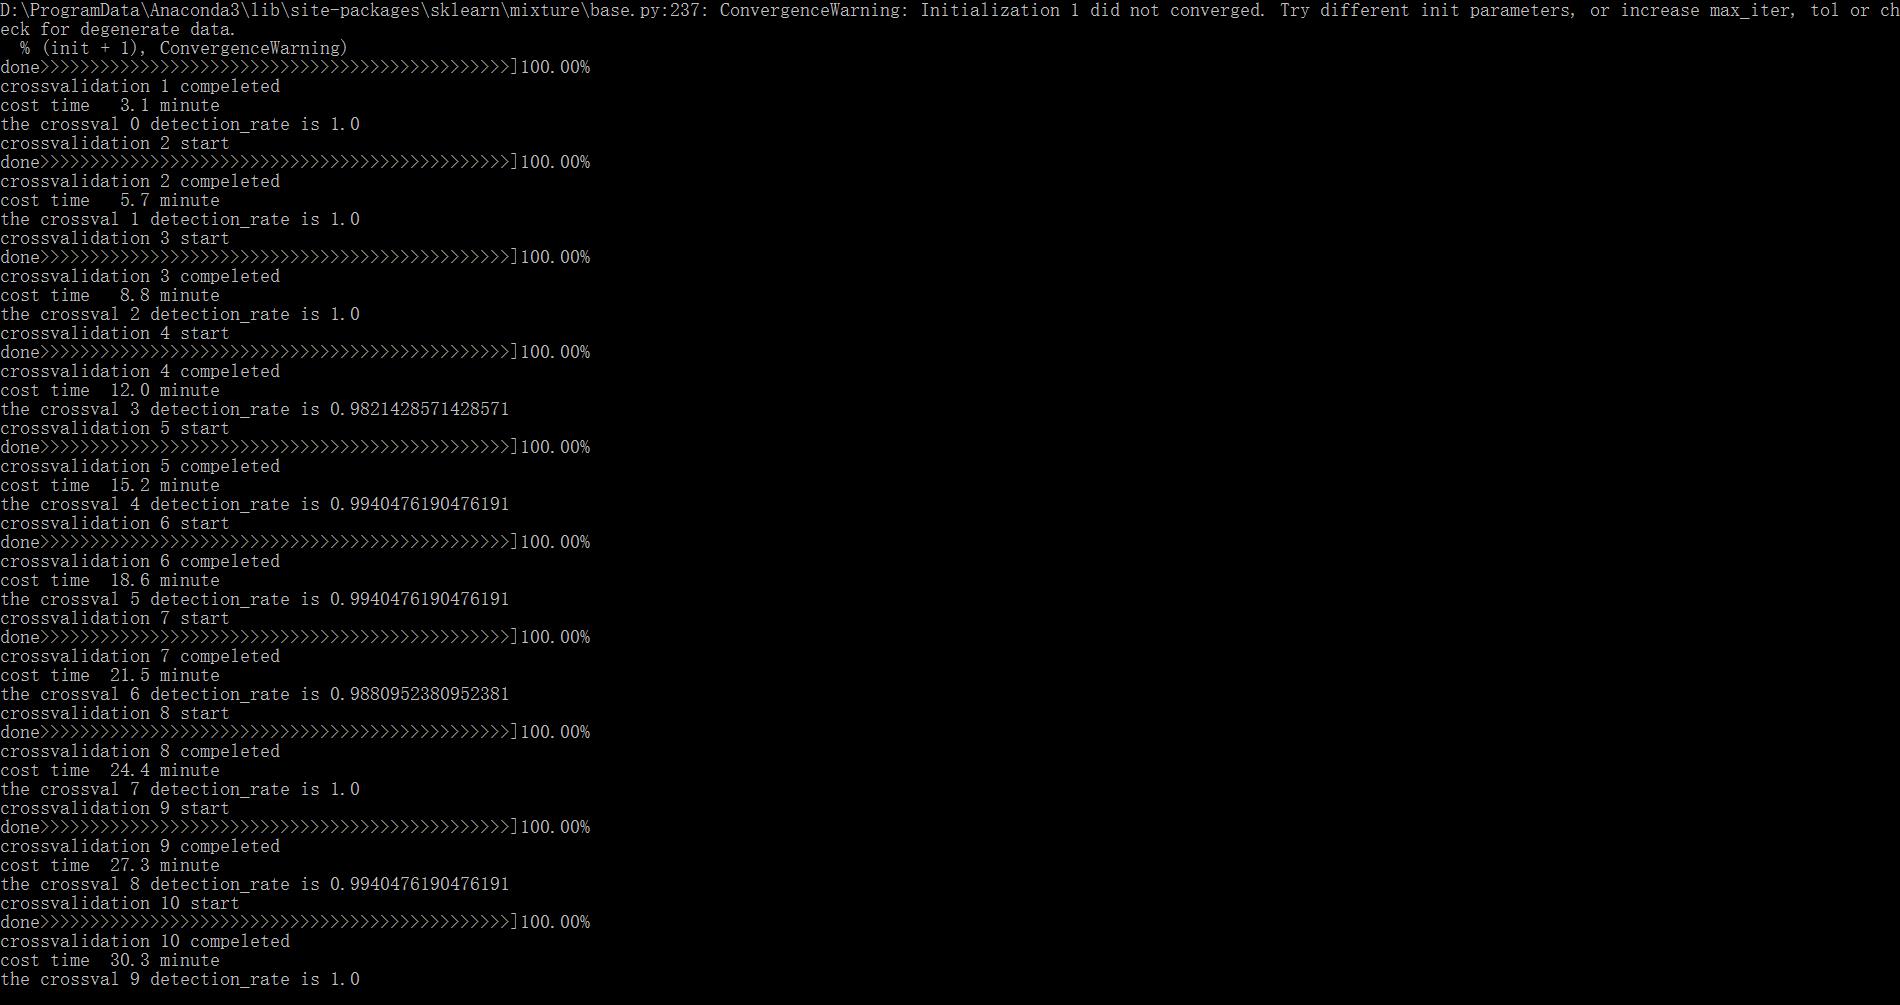 D:\ProgramData\Anaconda3\lib\site-packages\sklearn\mixture\base.py:237: ConvergenceWarning: Initialization 1 did not converged. Try different init parameters, or increase max_iter, tol or ch
eck for degenerate data.
  % (init + 1), ConvergenceWarning)
done>>>>>>>>>>>>>>>>>>>>>>>>>>>>>>>>>>>>>>>>>>>>>>>]100.00%
crossvalidation 1 compeleted
cost time   3.1 minute
the crossval 0 detection_rate is 1.0
crossvalidation 2 start
done>>>>>>>>>>>>>>>>>>>>>>>>>>>>>>>>>>>>>>>>>>>>>>>]100.00%
crossvalidation 2 compeleted
cost time   5.7 minute
the crossval 1 detection_rate is 1.0
crossvalidation 3 start
done>>>>>>>>>>>>>>>>>>>>>>>>>>>>>>>>>>>>>>>>>>>>>>>]100.00%
crossvalidation 3 compeleted
cost time   8.8 minute
the crossval 2 detection_rate is 1.0
crossvalidation 4 start
done>>>>>>>>>>>>>>>>>>>>>>>>>>>>>>>>>>>>>>>>>>>>>>>]100.00%
crossvalidation 4 compeleted
cost time  12.0 minute
the crossval 3 detection_rate is 0.9821428571428571
crossvalidation 5 start
done>>>>>>>>>>>>>>>>>>>>>>>>>>>>>>>>>>>>>>>>>>>>>>>]100.00%
crossvalidation 5 compeleted
cost time  15.2 minute
the crossval 4 detection_rate is 0.9940476190476191
crossvalidation 6 start
done>>>>>>>>>>>>>>>>>>>>>>>>>>>>>>>>>>>>>>>>>>>>>>>]100.00%
crossvalidation 6 compeleted
cost time  18.6 minute
the crossval 5 detection_rate is 0.9940476190476191
crossvalidation 7 start
done>>>>>>>>>>>>>>>>>>>>>>>>>>>>>>>>>>>>>>>>>>>>>>>]100.00%
crossvalidation 7 compeleted
cost time  21.5 minute
the crossval 6 detection_rate is 0.9880952380952381
crossvalidation 8 start
done>>>>>>>>>>>>>>>>>>>>>>>>>>>>>>>>>>>>>>>>>>>>>>>]100.00%
crossvalidation 8 compeleted
cost time  24.4 minute
the crossval 7 detection_rate is 1.0
crossvalidation 9 start
done>>>>>>>>>>>>>>>>>>>>>>>>>>>>>>>>>>>>>>>>>>>>>>>]100.00%
crossvalidation 9 compeleted
cost time  27.3 minute
the crossval 8 detection_rate is 0.9940476190476191
crossvalidation 10 start
done>>>>>>>>>>>>>>>>>>>>>>>>>>>>>>>>>>>>>>>>>>>>>>>]100.00%
crossvalidation 10 compeleted
cost time  30.3 minute
the crossval 9 detection_rate is 1.0